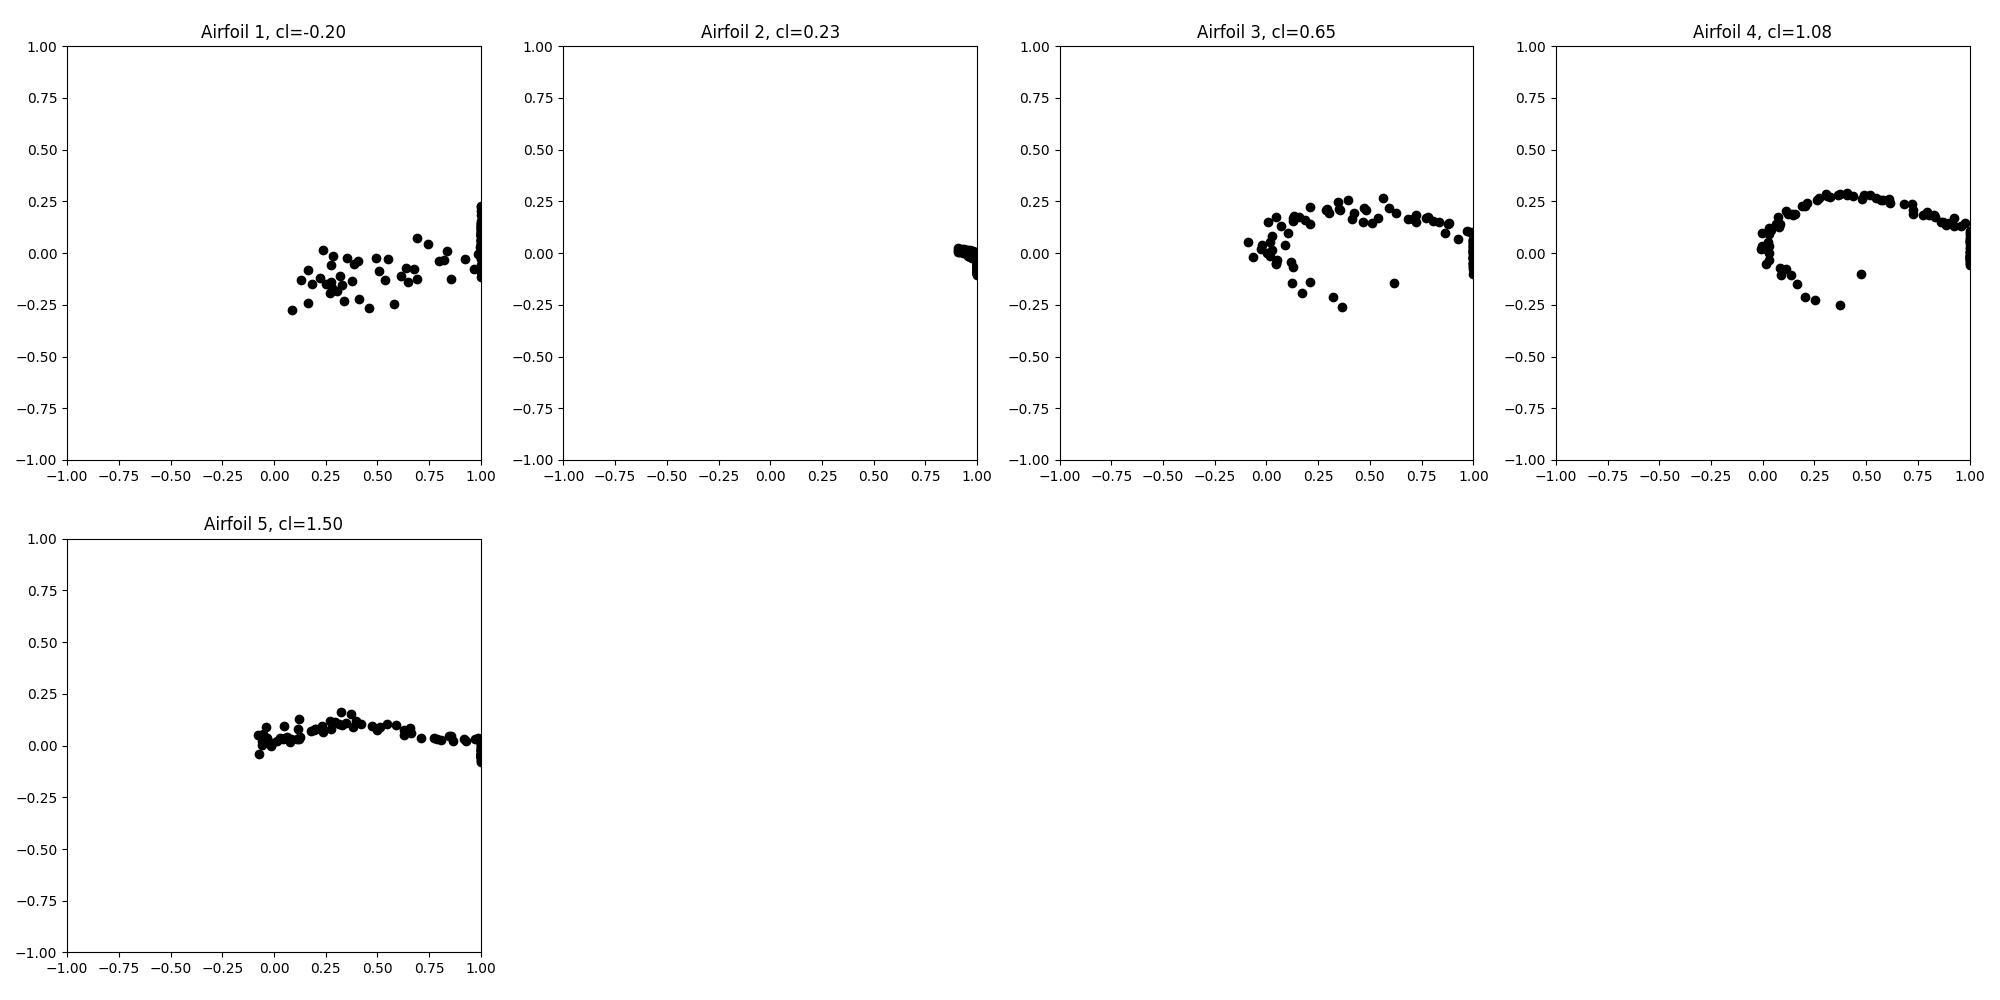 Airfoil 1, cl=-0.20
Airfoil 2, cl=0.23
Airfoil 3, cl=0.65
Airfoil 4, cl=1.08
1.00 1.00 1.00 1.00
0.75 0.75 0.75 0.75
0.50 0.50 0.50 0.50
0.25 0.25 0.25 0.25
0.00 0.00 0.00 0.00
−0.25 −0.25 −0.25 −0.25
−0.50 −0.50 −0.50 −0.50
−0.75 −0.75 −0.75 −0.75
−1.00 −1.00 −1.00 −1.00
−1.00 −0.75 −0.50 −0.25 0.00 0.25 0.50 0.75 1.00
−1.00 −0.75 −0.50 −0.25 0.00 0.25 0.50 0.75 1.00
−1.00 −0.75 −0.50 −0.25 0.00 0.25 0.50 0.75 1.00
−1.00 −0.75 −0.50 −0.25 0.00 0.25 0.50 0.75 1.00
Airfoil 5, cl=1.50
1.00
0.75
0.50
0.25
0.00
−0.25
−0.50
−0.75
−1.00
−1.00 −0.75 −0.50 −0.25 0.00 0.25 0.50 0.75 1.00